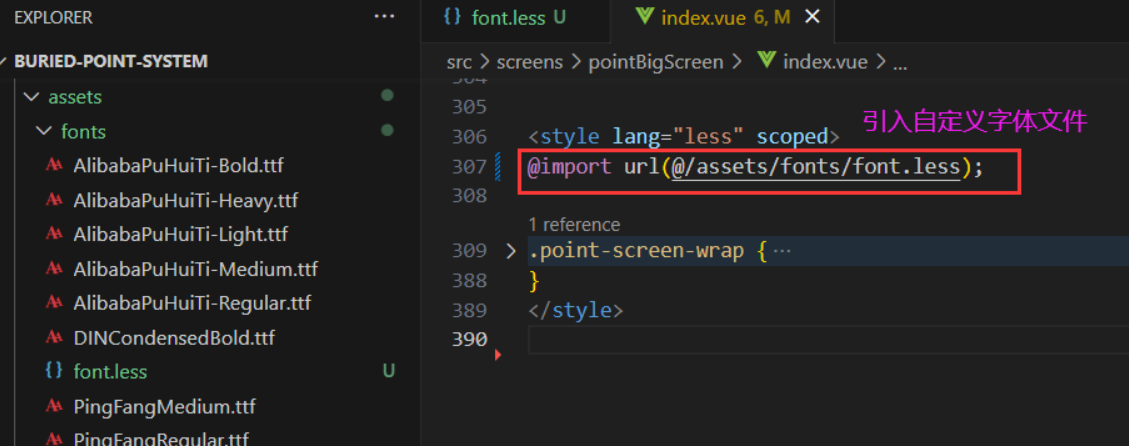 EXPLORER ...
BURIED-POINT-SYSTEM
assets
fonts
AlibabaPuHuiTi-Bold.ttf
AlibabaPuHuiTi-Heavy.ttf
AlibabaPuHuiTi-Light.ttf
AlibabaPuHuiTi-Medium.ttf
AlibabaPuHuiTi-Regular.ttf
DINCondensedBold.ttf
{} font.less U
PingFangMedium.ttf
PingFangRegular.ttf
{} font.less U
index.vue 6, M ×
src > screens > pointBigScreen > index.vue > ...
304
305
引入自定义字体文件
306 <style lang="less" scoped>
307 @import url(@/assets/fonts/font.less);
308
1 reference
309 > .point-screen-wrap { ...
388 }
389 </style>
390